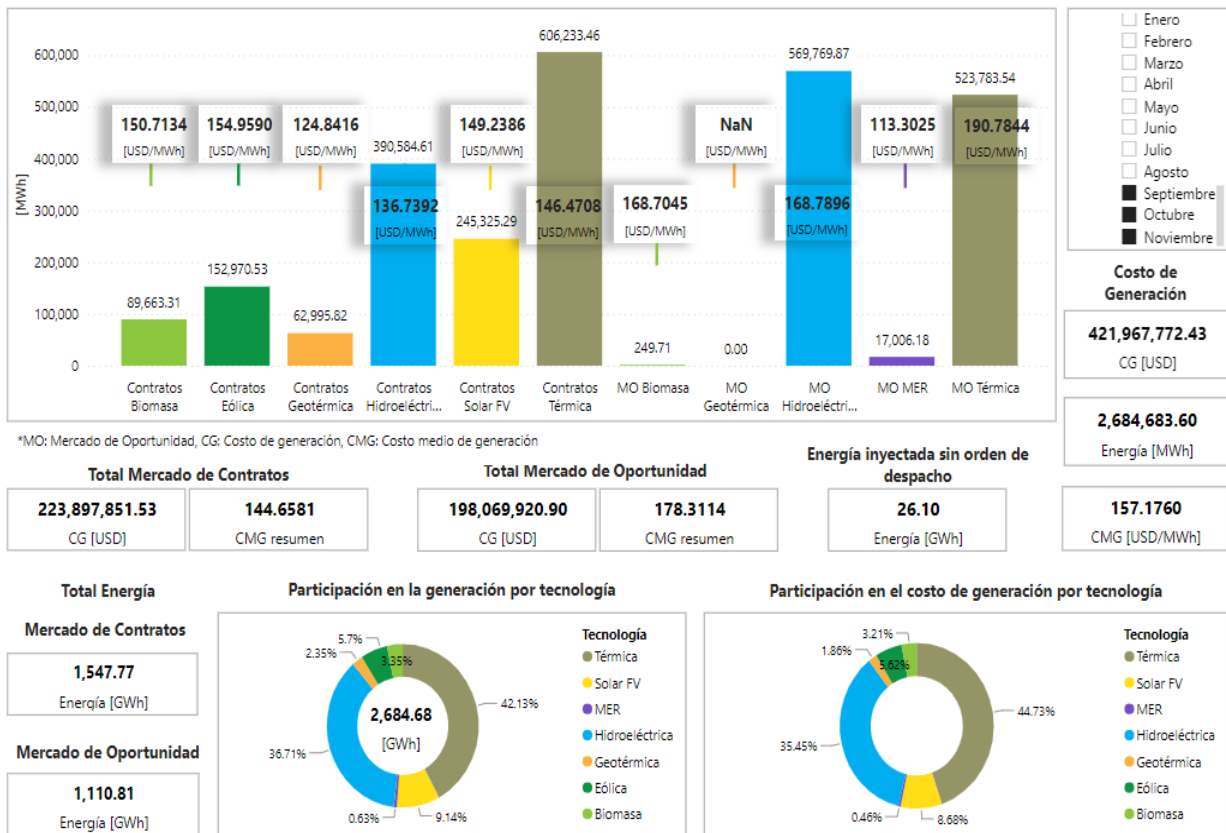 606,233.46
600,000
569,769.87
523,783.54
500,000
150.7134
[USD/MWh]
154.9590
[USD/MWh]
124.8416
[USD/MWh]
149.2386
[USD/MWh]
NaN
[USD/MWh]
113.3025
[USD/MWh]
190.7844
[USD/MWh]
400,000
390,584.61
[MWh]
300,000
136.7392
[USD/MWh]
146.4708
[USD/MWh]
168.7045
[USD/MWh]
168.7896
[USD/MWh]
245,325.29
200,000
152,970.53
100,000
89,663.31
62,995.82
249.71
0.00
17,006.18
0
Contratos
Biomasa
Contratos
Eólica
Contratos
Geotérmica
Contratos
Hidroeléctri...
Contratos
Solar FV
Contratos
Térmica
MO Biomasa
MO
Geotérmica
MO
Hidroeléctri...
MO MER
MO Térmica
Enero
Febrero
Marzo
Abril
Mayo
Junio
Julio
Agosto
Septiembre
Octubre
Noviembre
Costo de
Generación
421,967,772.43
CG [USD]
2,684,683.60
Energía [MWh]
157.1760
CMG [USD/MWh]
*MO: Mercado de Oportunidad, CG: Costo de generación, CMG: Costo medio de generación
Total Mercado de Contratos
223,897,851.53
CG [USD]
144.6581
CMG resumen
Total Mercado de Oportunidad
198,069,920.90
CG [USD]
178.3114
CMG resumen
Energía inyectada sin orden de
despacho
26.10
Energía [GWh]
Total Energía
Mercado de Contratos
1,547.77
Energía [GWh]
Mercado de Oportunidad
1,110.81
Energía [GWh]
Participación en la generación por tecnología
5.7%
3.35%
2.35%
42.13%
2,684.68
[GWh]
36.71%
0.63%
9.14%
Tecnología
Térmica
Solar FV
MER
Hidroeléctrica
Geotérmica
Eólica
Biomasa
Participación en el costo de generación por tecnología
3.21%
1.86%
5.62%
44.73%
35.45%
0.46%
8.68%
Tecnología
Térmica
Solar FV
MER
Hidroeléctrica
Geotérmica
Eólica
Biomasa